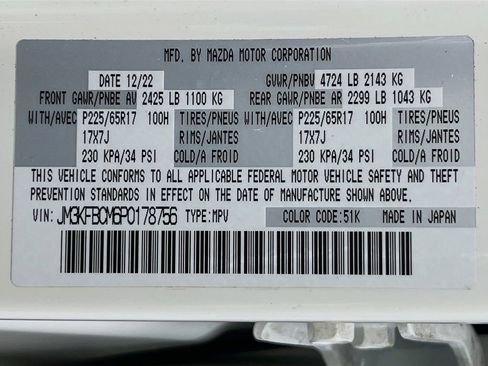 MFD. BY MAZDA MOTOR CORPORATION
DATE 12/22 GVWR/PNBV 4724 LB 2143 KG
FRONT GAWR/PNBE AV 2425 LB 1100 KG REAR GAWR/PNBE AR 2299 LB 1043 KG
WITH/AVEC P225/65R17 100H TIRES/PNEUS WITH/AVEC P225/65R17 100H TIRES/PNEUS
17X7J RIMS/JANTES 17X7J RIMS/JANTES
230 KPA/34 PSI COLD/A FROID 230 KPA/34 PSI COLD/A FROID
THIS VEHICLE CONFORMS TO ALL APPLICABLE FEDERAL MOTOR VEHICLE SAFETY AND THEFT
PREVENTION STANDARDS IN EFFECT ON THE DATE OF MANUFACTURE SHOWN ABOVE.
VIN: JM3KFBCM6P0178756 TYPE:MPV COLOR CODE:51K MADE IN JAPAN